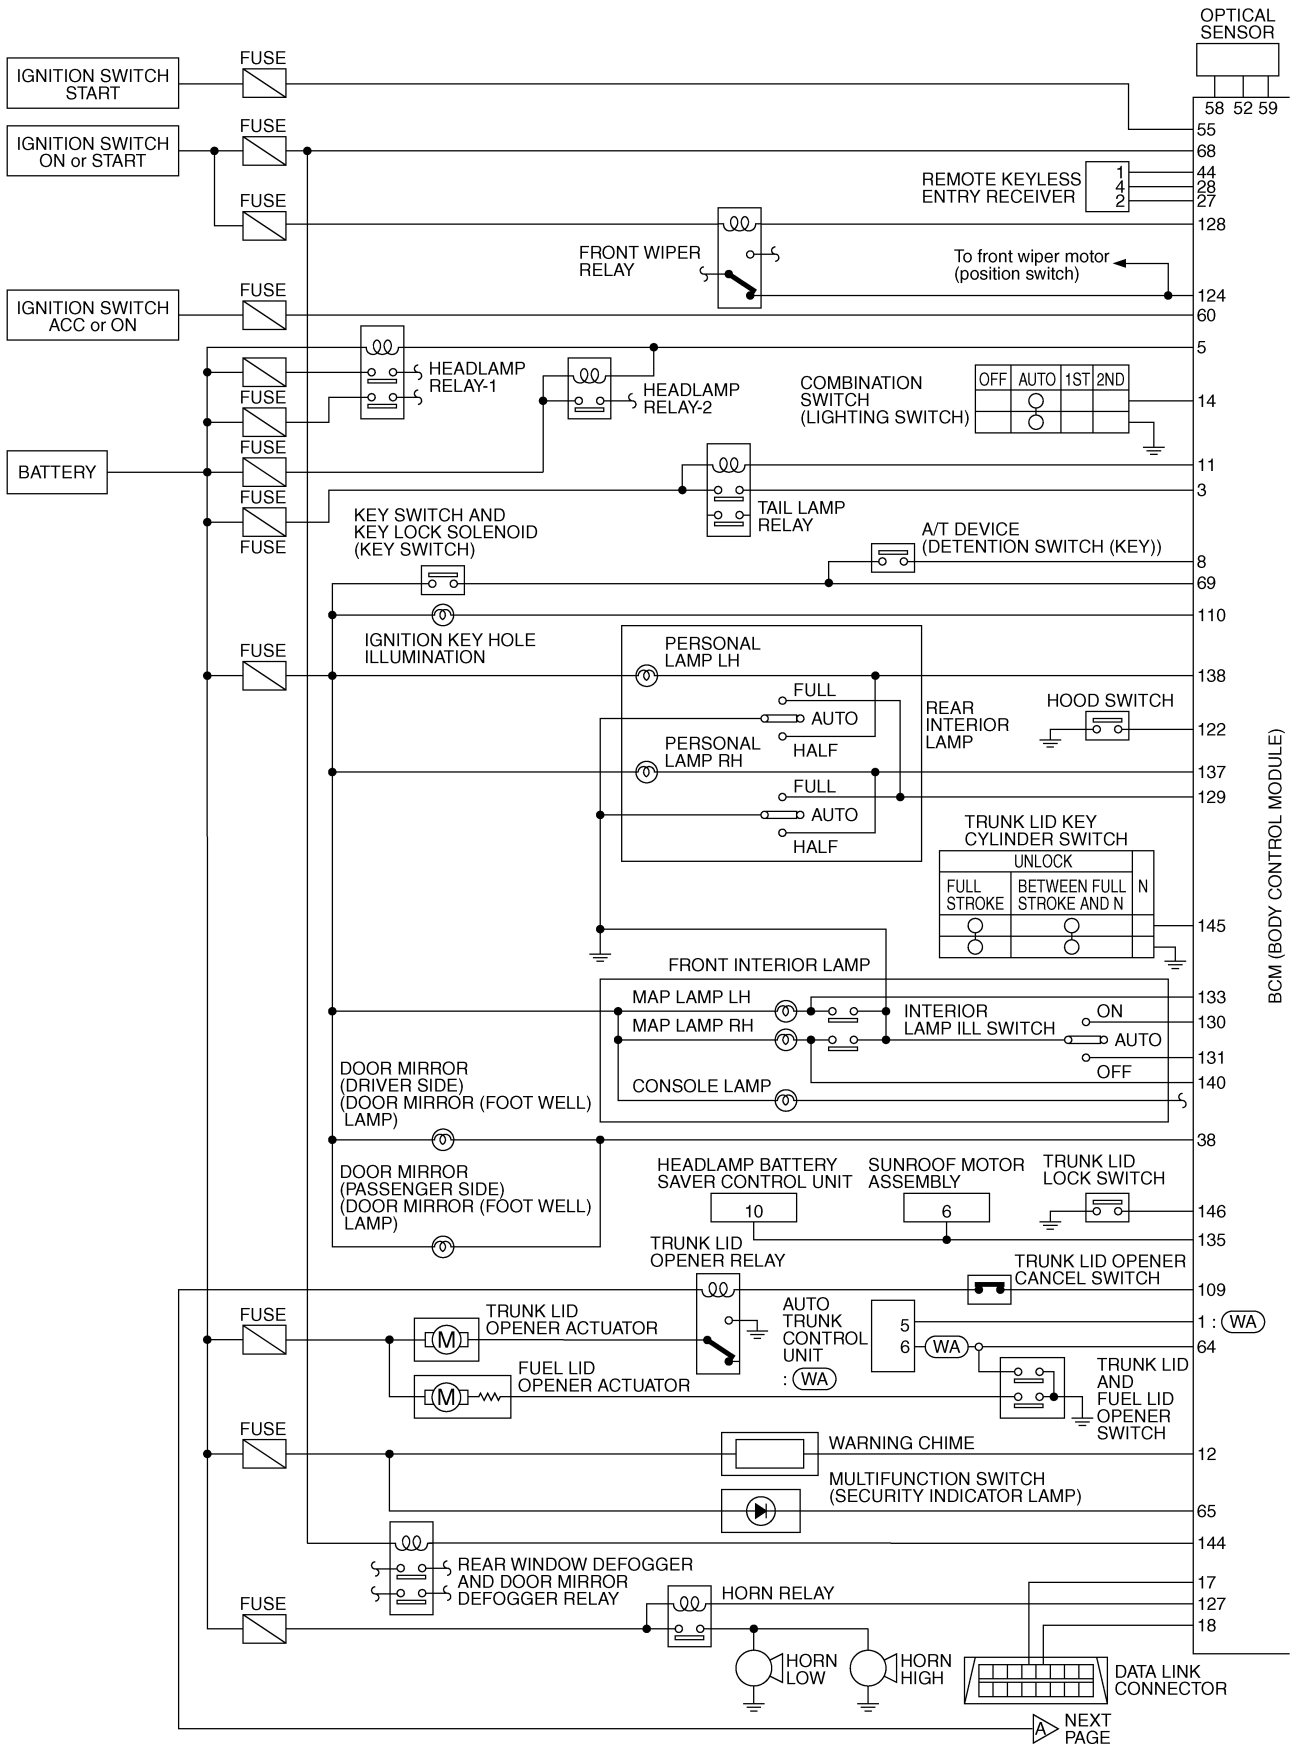 OPTICAL
SENSOR
58 52 59
IGNITION SWITCH
START
FUSE
55
IGNITION SWITCH
ON or START
FUSE
68
REMOTE KEYLESS
ENTRY RECEIVER
1
4
2
44
28
27
FUSE
128
FRONT WIPER
RELAY
To front wiper motor
(position switch)
124
IGNITION SWITCH
ACC or ON
FUSE
60
5
HEADLAMP
RELAY-1
HEADLAMP
RELAY-2
COMBINATION
SWITCH
(LIGHTING SWITCH)
OFF AUTO 1ST 2ND
14
FUSE
BATTERY
FUSE
11
FUSE
3
FUSE
TAIL LAMP
RELAY
KEY SWITCH AND
KEY LOCK SOLENOID
(KEY SWITCH)
A/T DEVICE
(DETENTION SWITCH (KEY))
8
69
110
IGNITION KEY HOLE
ILLUMINATION
FUSE
PERSONAL
LAMP LH
138
FULL
AUTO
HALF
REAR
INTERIOR
LAMP
HOOD SWITCH
122
PERSONAL
LAMP RH
137
FULL
129
AUTO
HALF
BCM (BODY CONTROL MODULE)
TRUNK LID KEY
CYLINDER SWITCH
UNLOCK
FULL
STROKE
BETWEEN FULL
STROKE AND N
N
145
FRONT INTERIOR LAMP
MAP LAMP LH
133
MAP LAMP RH
INTERIOR
LAMP ILL SWITCH
ON
130
AUTO
131
OFF
140
CONSOLE LAMP
DOOR MIRROR
(DRIVER SIDE)
(DOOR MIRROR (FOOT WELL)
LAMP)
38
DOOR MIRROR
(PASSENGER SIDE)
(DOOR MIRROR (FOOT WELL)
LAMP)
HEADLAMP BATTERY
SAVER CONTROL UNIT
10
SUNROOF MOTOR
ASSEMBLY
6
TRUNK LID
LOCK SWITCH
146
135
TRUNK LID
OPENER RELAY
TRUNK LID OPENER
CANCEL SWITCH
109
FUSE
TRUNK LID
OPENER ACTUATOR
M
AUTO
TRUNK
CONTROL
UNIT
: WA
5
6
WA
1 : WA
64
FUEL LID
OPENER ACTUATOR
M
TRUNK LID
AND
FUEL LID
OPENER
SWITCH
FUSE
WARNING CHIME
12
MULTIFUNCTION SWITCH
(SECURITY INDICATOR LAMP)
65
144
REAR WINDOW DEFOGGER
AND DOOR MIRROR
DEFOGGER RELAY
17
FUSE
HORN RELAY
127
18
HORN
LOW
HORN
HIGH
DATA LINK
CONNECTOR
A
NEXT
PAGE